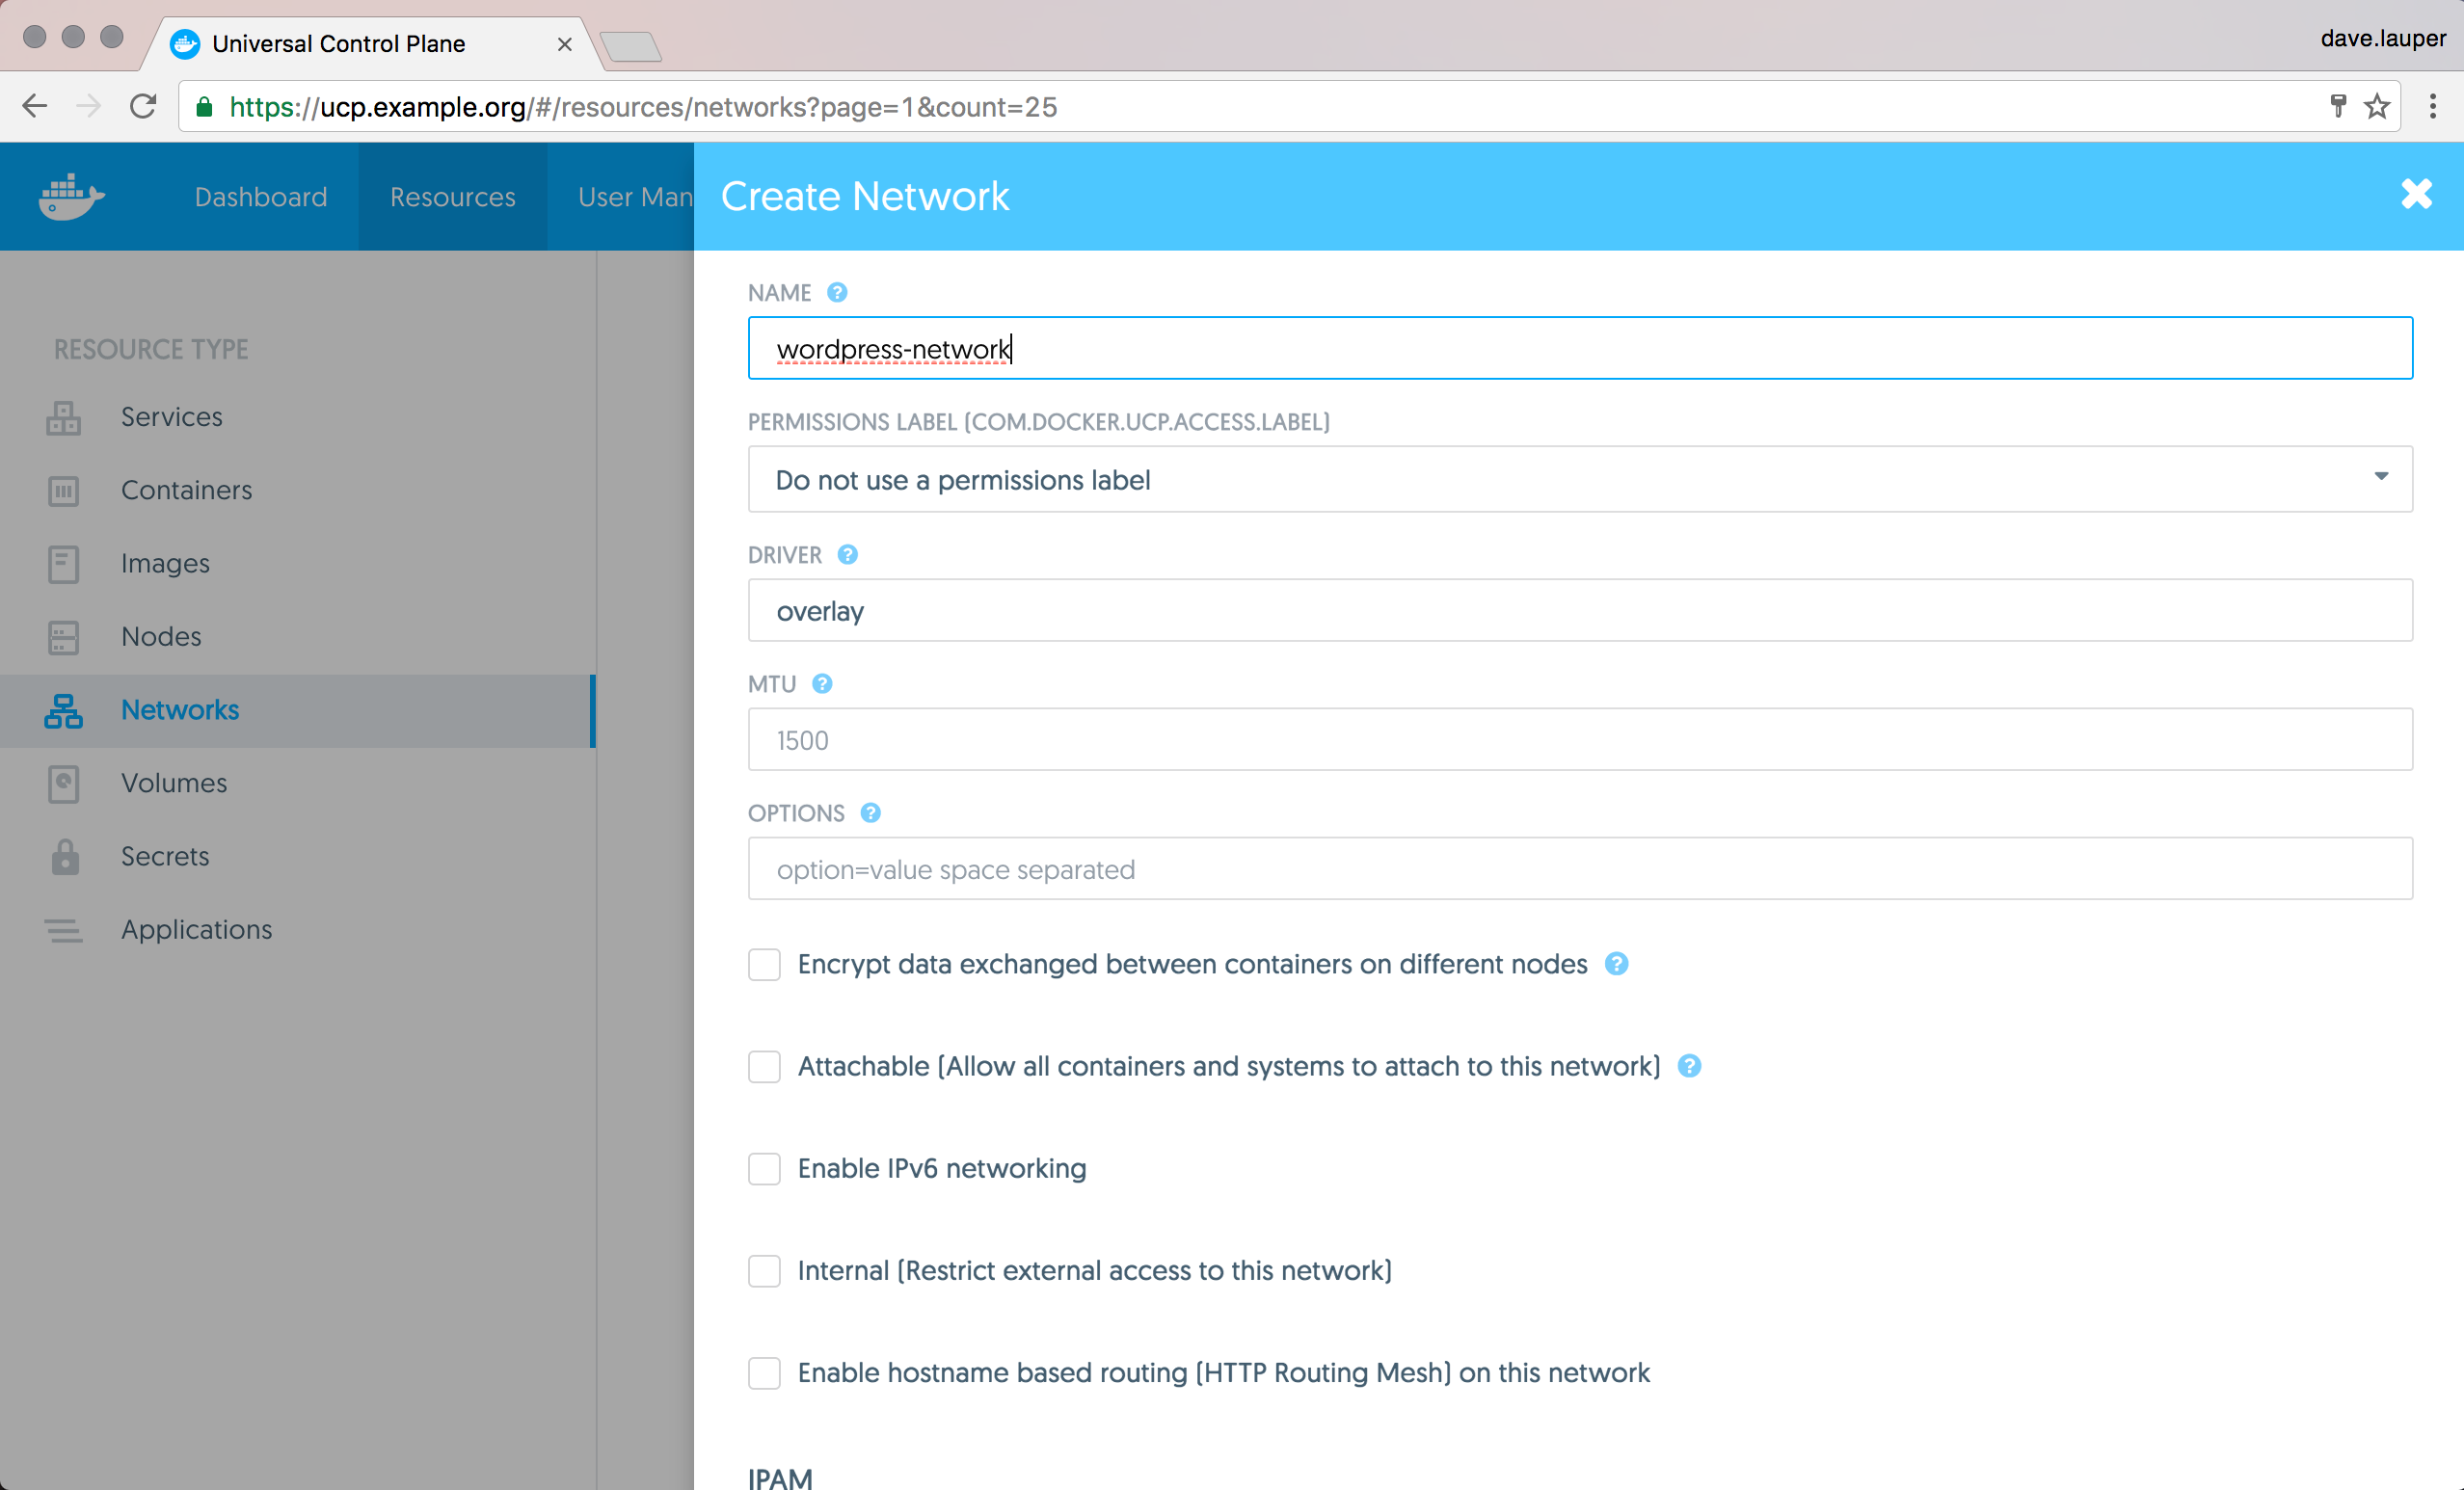 Universal Control Plane
dave.lauper
https://ucp.example.org/#/resources/networks?page=1&count=25
Dashboard Resources User Man
Create Network
RESOURCE TYPE
Services
Containers
Images
Nodes
Networks
Volumes
Secrets
Applications
NAME ?
wordpress-network
PERMISSIONS LABEL (COM.DOCKER.UCP.ACCESS.LABEL)
Do not use a permissions label
DRIVER ?
overlay
MTU ?
1500
OPTIONS ?
option=value space separated
Encrypt data exchanged between containers on different nodes ?
Attachable (Allow all containers and systems to attach to this network) ?
Enable IPv6 networking
Internal (Restrict external access to this network)
Enable hostname based routing (HTTP Routing Mesh) on this network
IPAM